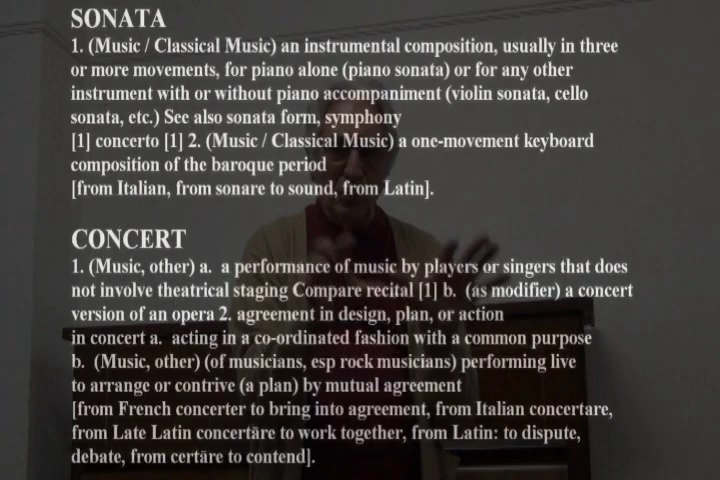 SONATA
1. (Music / Classical Music) an instrumental composition, usually in three
or more movements, for piano alone (piano sonata) or for any other
instrument with or without piano accompaniment (violin sonata, cello
sonata, etc.) See also sonata form, symphony
[1] concerto [1] 2. (Music / Classical Music) a one-movement keyboard
composition of the baroque period
[from Italian, from sonare to sound, from Latin].
CONCERT
1. (Music, other) a. a performance of music by players or singers that does
not involve theatrical staging Compare recital [1] b. (as modifier) a concert
version of an opera 2. agreement in design, plan, or action
in concert a. acting in a co-ordinated fashion with a common purpose
b. (Music, other) (of musicians, esp rock musicians) performing live
to arrange or contrive (a plan) by mutual agreement
[from French concerter to bring into agreement, from Italian concertare,
from Late Latin concertāre to work together, from Latin: to dispute,
debate, from certāre to contend].